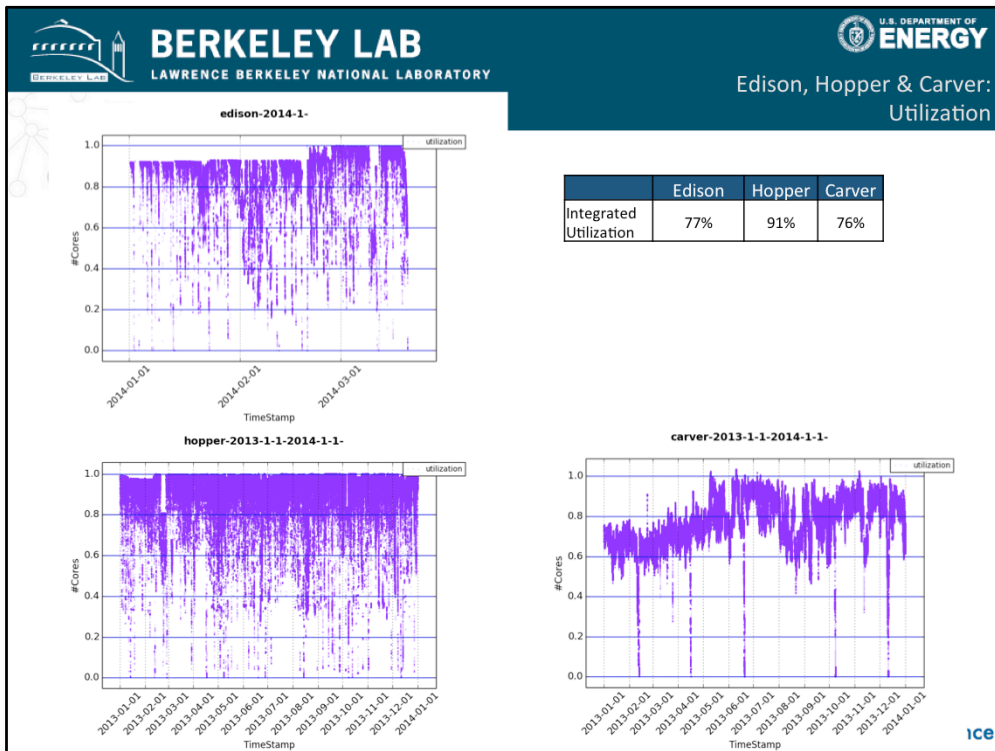 BERKELEY LAB
BERKELEY LAB
LAWRENCE BERKELEY NATIONAL LABORATORY
U.S. DEPARTMENT OF
ENERGY
Edison, Hopper & Carver:
Utilization
edison-2014-1-
utilization
1.0
0.8
0.6
0.4
0.2
0.0
#Cores
2014-01-01
2014-02-01
2014-03-01
TimeStamp
Edison Hopper Carver
Integrated
Utilization
77% 91% 76%
hopper-2013-1-1-2014-1-1-
utilization
1.0
0.8
0.6
0.4
0.2
0.0
#Cores
2013-01-01
2013-02-01
2013-03-01
2013-04-01
2013-05-01
2013-06-01
2013-07-01
2013-08-01
2013-09-01
2013-10-01
2013-11-01
2013-12-01
2014-01-01
TimeStamp
carver-2013-1-1-2014-1-1-
utilization
1.0
0.8
0.6
0.4
0.2
0.0
#Cores
2013-01-01
2013-02-01
2013-03-01
2013-04-01
2013-05-01
2013-06-01
2013-07-01
2013-08-01
2013-09-01
2013-10-01
2013-11-01
2013-12-01
2014-01-01
TimeStamp
ice